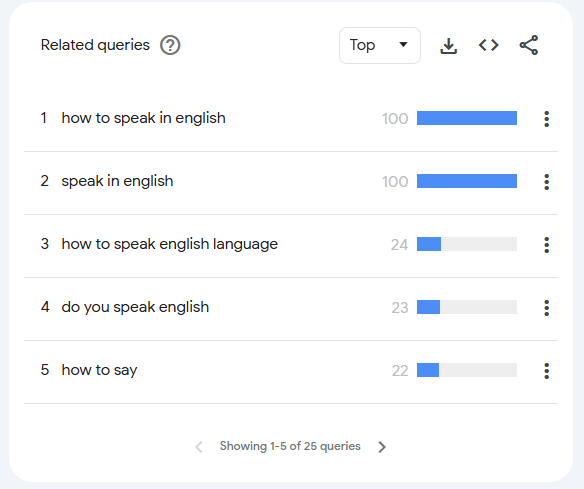 Related queries
Top
1 how to speak in english 100
2 speak in english 100
3 how to speak english language 24
4 do you speak english 23
5 how to say 22
Showing 1-5 of 25 queries